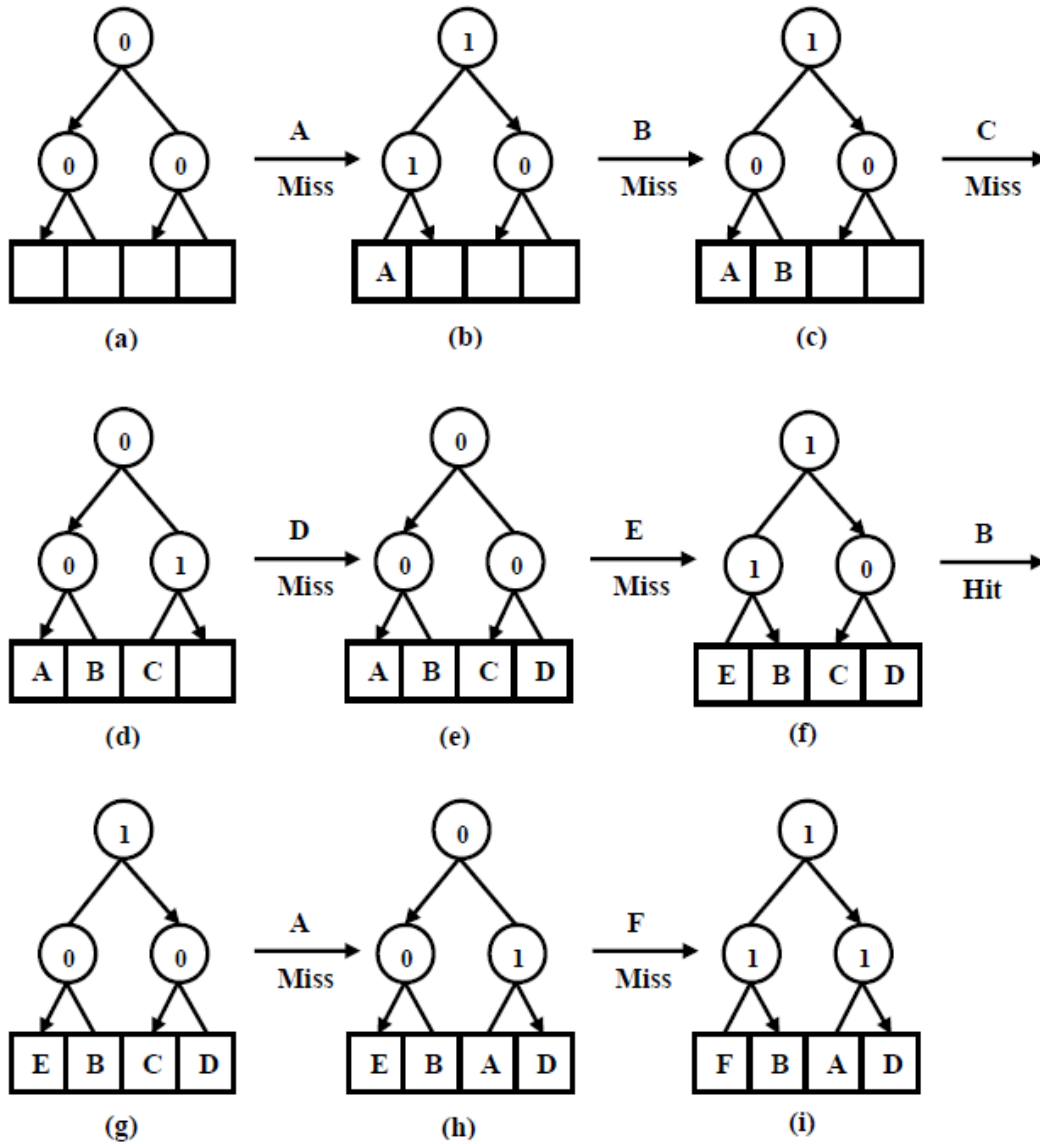 0 1 1
A B C
0 0 1 0 0 0
Miss Miss Miss
A A B
(a) (b) (c)
0 0 1
D E B
0 1 0 0 1 0
Miss Miss Hit
A B C A B C D E B C D
(d) (e) (f)
1 0 1
A F
0 0 0 1 1 1
Miss Miss
E B C D E B A D F B A D
(g) (h) (i)